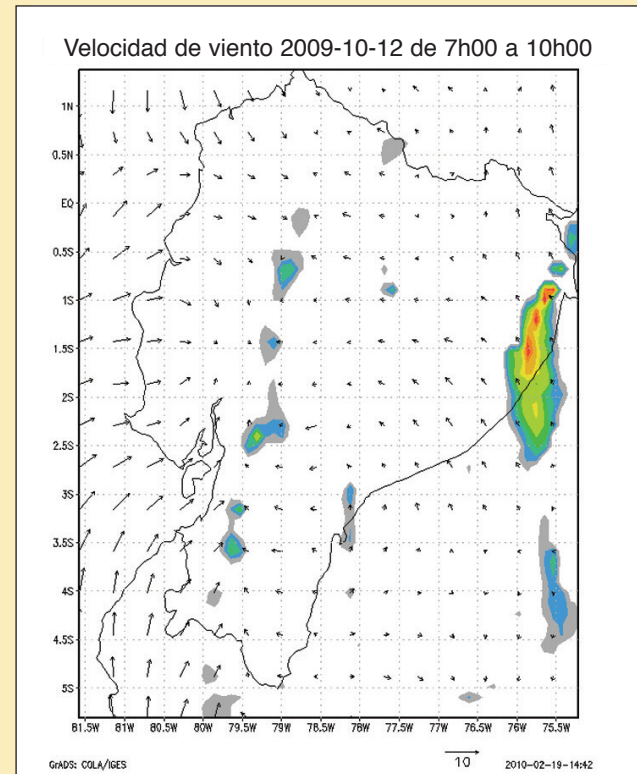 Velocidad de viento 2009-10-12 de 7h00 a 10h00
1N
0.5N
EQ
0.5S
1S
1.5S
2S
2.5S
3S
3.5S
4S
4.5S
5S
81.5W 81W 80.5W 80W 79.5W 79W 78.5W 78W 77.5W 77W 76.5W 76W 75.5W
10
GrADS: COLA/IGES 2010-02-19-14:42